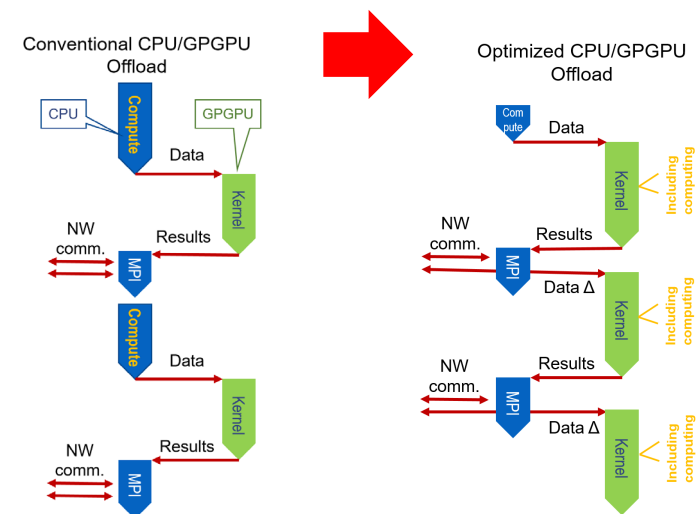 Conventional CPU/GPGPU
Offload
CPU
Compute
GPGPU
Data
Kernel
NW
comm.
Results
MPI
Compute
Data
Kernel
NW
comm.
Results
MPI
Optimized CPU/GPGPU
Offload
Com
pute
Data
Kernel
Including
computing
NW
comm.
Results
MPI
Data Δ
Kernel
Including
computing
NW
comm.
Results
MPI
Data Δ
Kernel
Including
computing